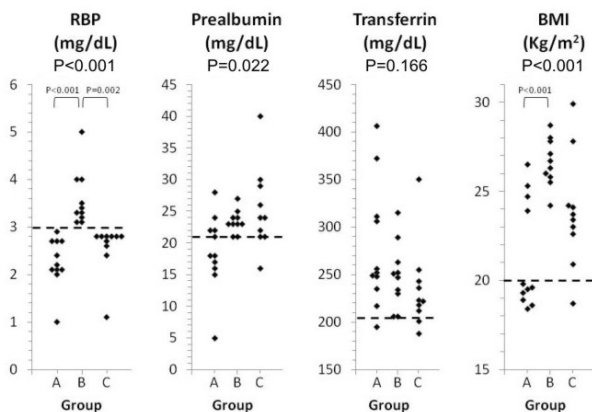 RBP
(mg/dL)
P<0.001
P<0.001 P=0.002
6
5
4
3
2
1
0
A B C
Group
Prealbumin
(mg/dL)
P=0.022
45
40
35
30
25
20
15
10
5
0
A B C
Group
Transferrin
(mg/dL)
P=0.166
450
400
350
300
250
200
150
A B C
Group
BMI
(Kg/m²)
P<0.001
P<0.001
30
25
20
15
A B C
Group